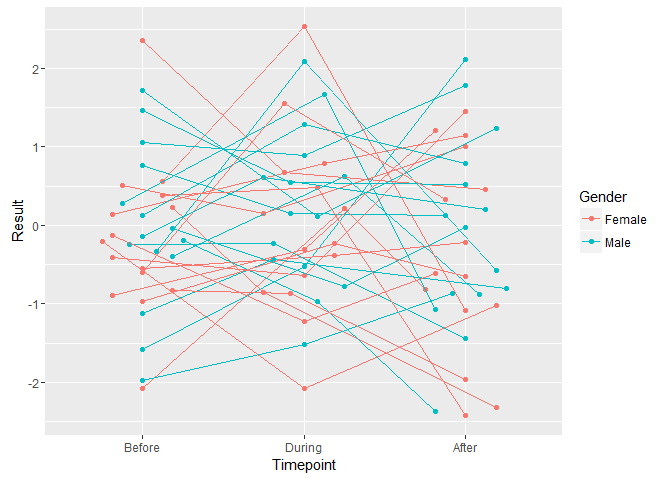 2
1
0
-1
-2
Result
Before During After
Timepoint
Gender
Female
Male